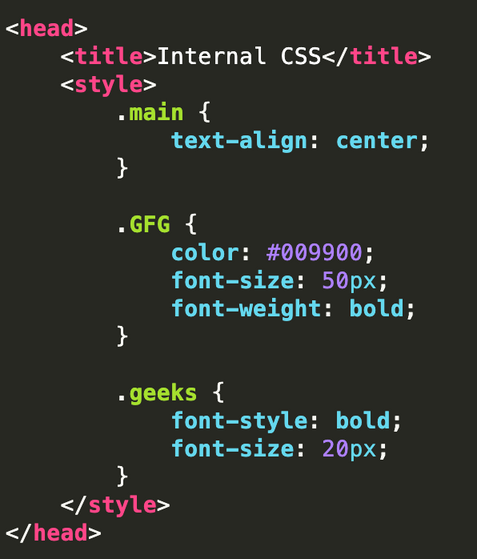 <head>
    <title>Internal CSS</title>
    <style>
        .main {
            text-align: center;
        }

        .GFG {
            color: #009900;
            font-size: 50px;
            font-weight: bold;
        }

        .geeks {
            font-style: bold;
            font-size: 20px;
        }
    </style>
</head>